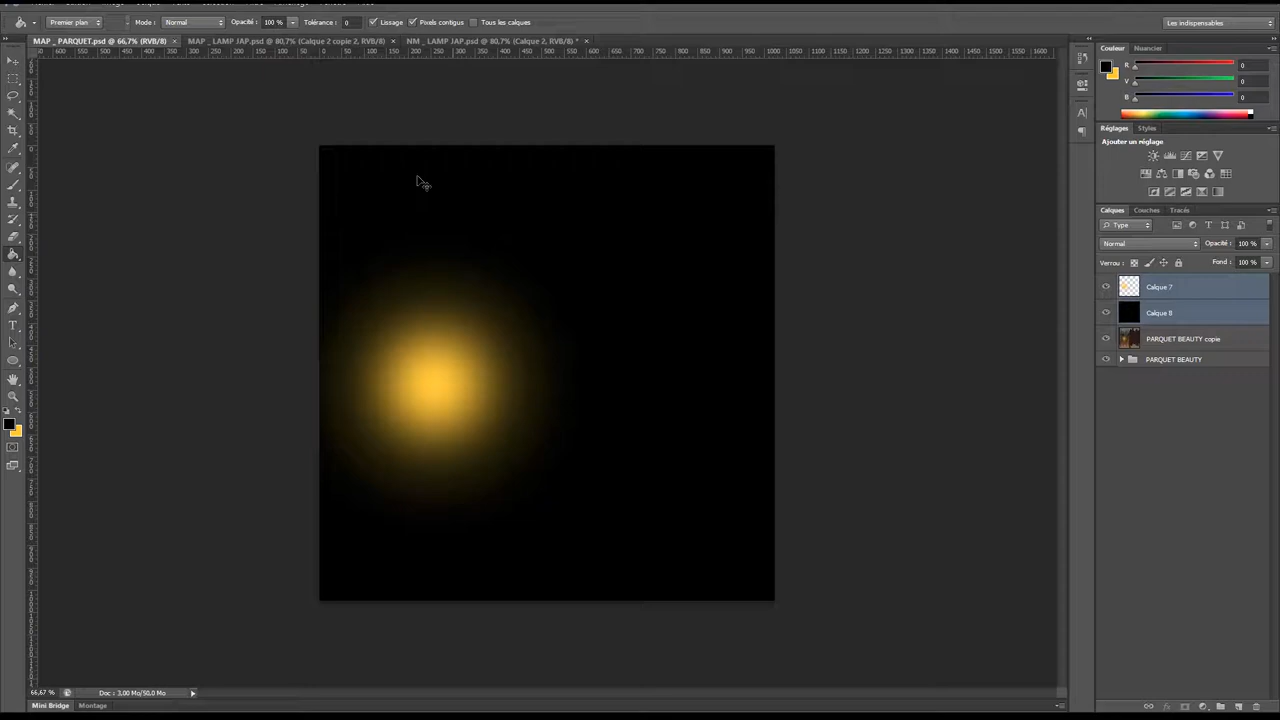 Premier plan Mode : Normal Opacité : 100 % Tolérance : 0 Lissage Pixels contigus Tous les calques Les indispensables
MAP _ PARQUET.psd @ 66,7% (RVB/8) × MAP _ LAMP JAP.psd @ 80,7% (Calque 2 copie 2, RVB/8) × NM _ LAMP JAP.psd @ 80,7% (Calque 2, RVB/8) * ×
Couleur Nuancier
R 0
V 0
B 0
Réglages Styles
Ajouter un réglage
Calques Couches Tracés
Type
Normal Opacité : 100 %
Verrou : Fond : 100 %
Calque 7
Calque 8
PARQUET BEAUTY copie
PARQUET BEAUTY
66,67 % Doc : 3,00 Mo/50,0 Mo
Mini Bridge Montage